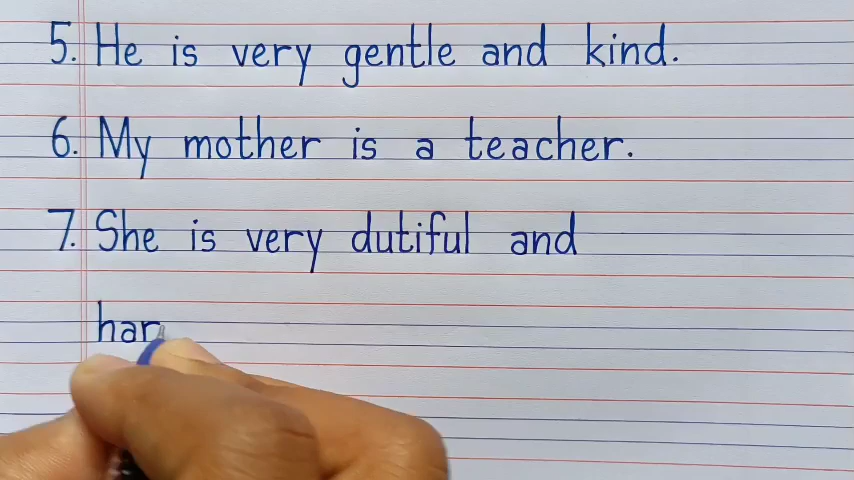 5. He is very gentle and kind.
6. My mother is a teacher.
7. She is very dutiful and
har